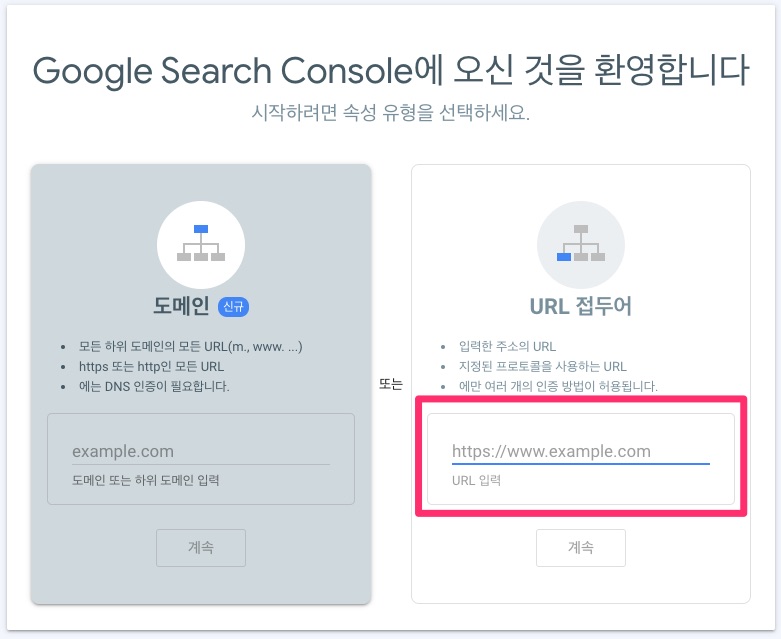 Google Search Console에 오신 것을 환영합니다
시작하려면 속성 유형을 선택하세요.
도메인 신규
모든 하위 도메인의 모든 URL(m., www. ...)
https 또는 http인 모든 URL
에는 DNS 인증이 필요합니다.
example.com
도메인 또는 하위 도메인 입력
계속
또는
URL 접두어
입력한 주소의 URL
지정된 프로토콜을 사용하는 URL
에만 여러 개의 인증 방법이 허용됩니다.
https://www.example.com
URL 입력
계속